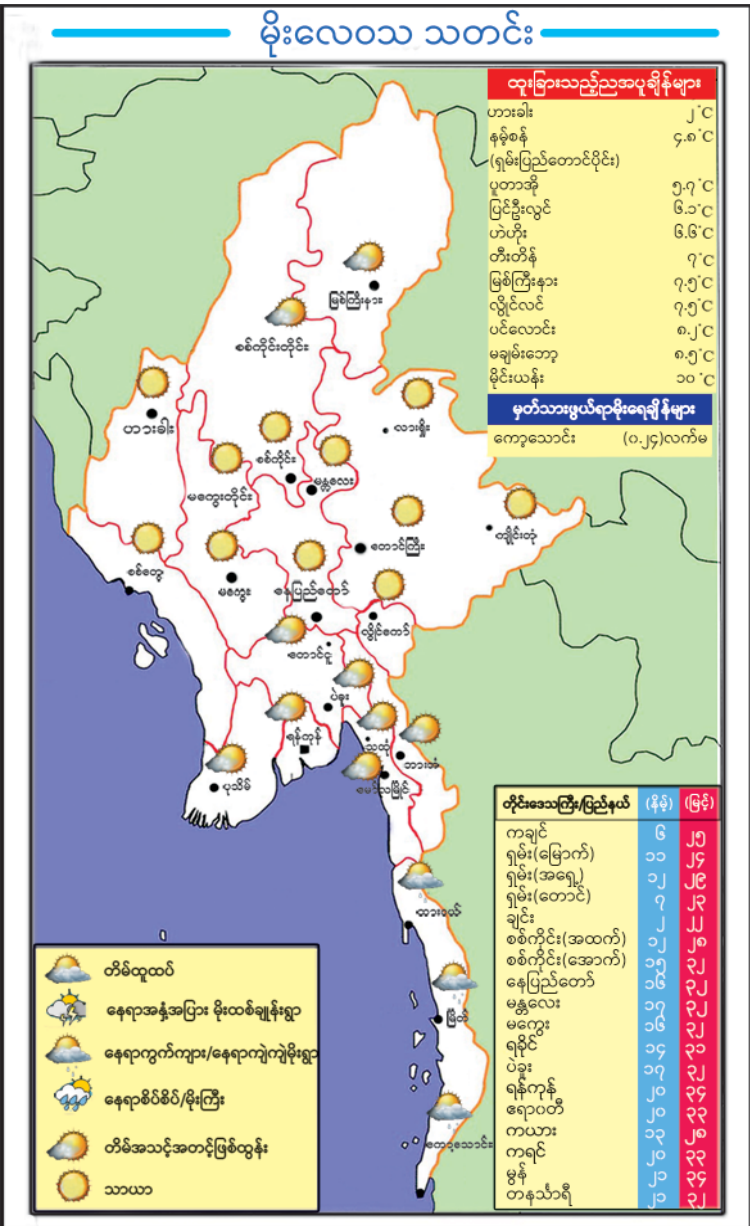 မိုးလေဝသ သတင်း
ထူးခြားသည့်ညအပူချိန်များ
ဟားခါး ၂°C
နမ့်စန် ၄.၈°C
(ရှမ်းပြည်တောင်ပိုင်း)
ပူတာအို ၅.၇°C
ပြင်ဦးလွင် ၆.၁°C
ဟဲဟိုး ၆.၆°C
တီးတိန် ၇°C
မြစ်ကြီးနား ၇.၅°C
လွိုင်လင် ၇.၅°C
ပင်လောင်း ၈.၂°C
မချမ်းဘော့ ၈.၅°C
မိုင်းယန်း ၁၀°C
မှတ်သားဖွယ်ရာမိုးရေချိန်များ
ကော့သောင်း (၀.၂၄)လက်မ
မြစ်ကြီးနား
စစ်ကိုင်းတိုင်း
ဟားခါး
လားရှိုး
စစ်ကိုင်း
မန္တလေး
မကွေးတိုင်း
ကျိုင်းတုံ
တောင်ကြီး
စစ်တွေ
မကွေး
နေပြည်တော်
လွိုင်ကော်
တောင်ငူ
ပဲခူး
ရန်ကုန်
သထုံ
ဘားအံ
ပုသိမ်
မော်လမြိုင်
ထားဝယ်
မြိတ်
ကော့သောင်း
တိုင်းဒေသကြီး/ပြည်နယ် (နိမ့်) (မြင့်)
ကချင် ၆ ၂၅
ရှမ်း(မြောက်) ၁၁ ၂၄
ရှမ်း(အရှေ့) ၁၂ ၂၉
ရှမ်း(တောင်) ၇ ၂၃
ချင်း ၂ ၂၂
စစ်ကိုင်း(အထက်) ၁၂ ၂၈
စစ်ကိုင်း(အောက်) ၁၅ ၃၂
နေပြည်တော် ၁၆ ၃၂
မန္တလေး ၁၇ ၃၂
မကွေး ၁၆ ၃၂
ရခိုင် ၁၄ ၃၁
ပဲခူး ၁၇ ၃၂
ရန်ကုန် ၂၀ ၃၄
ဧရာဝတီ ၂၀ ၃၃
ကယား ၁၃ ၂၈
ကရင် ၂၀ ၃၃
မွန် ၂၁ ၃၄
တနင်္သာရီ ၂၁ ၃၂
တိမ်ထူထပ်
နေရာအနှံ့အပြား မိုးထစ်ချုန်းရွာ
နေရာကွက်ကျား/နေရာကျဲကျဲမိုးရွာ
နေရာစိပ်စိပ်/မိုးကြီး
တိမ်အသင့်အတင့်ဖြစ်ထွန်း
သာယာ